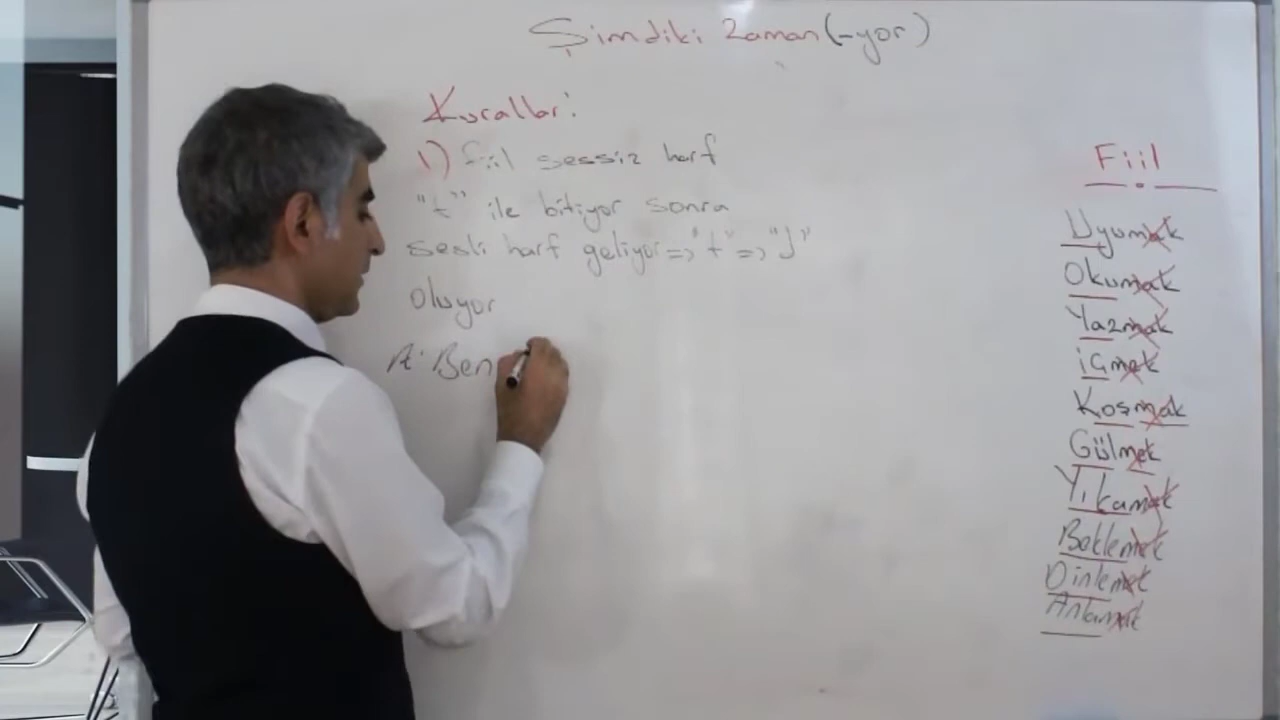 Şimdiki Zaman (-yor)
Kurallar:
1) Fiil sessiz harf
"t" ile bitiyor sonra
sesli harf geliyor => "t" => "d"
oluyor
A: Ben
Fiil
Uyumak
Okumak
Yazmak
içmek
Koşmak
Gülmek
Yıkamak
Beklemek
Dinlemek
Anlamak